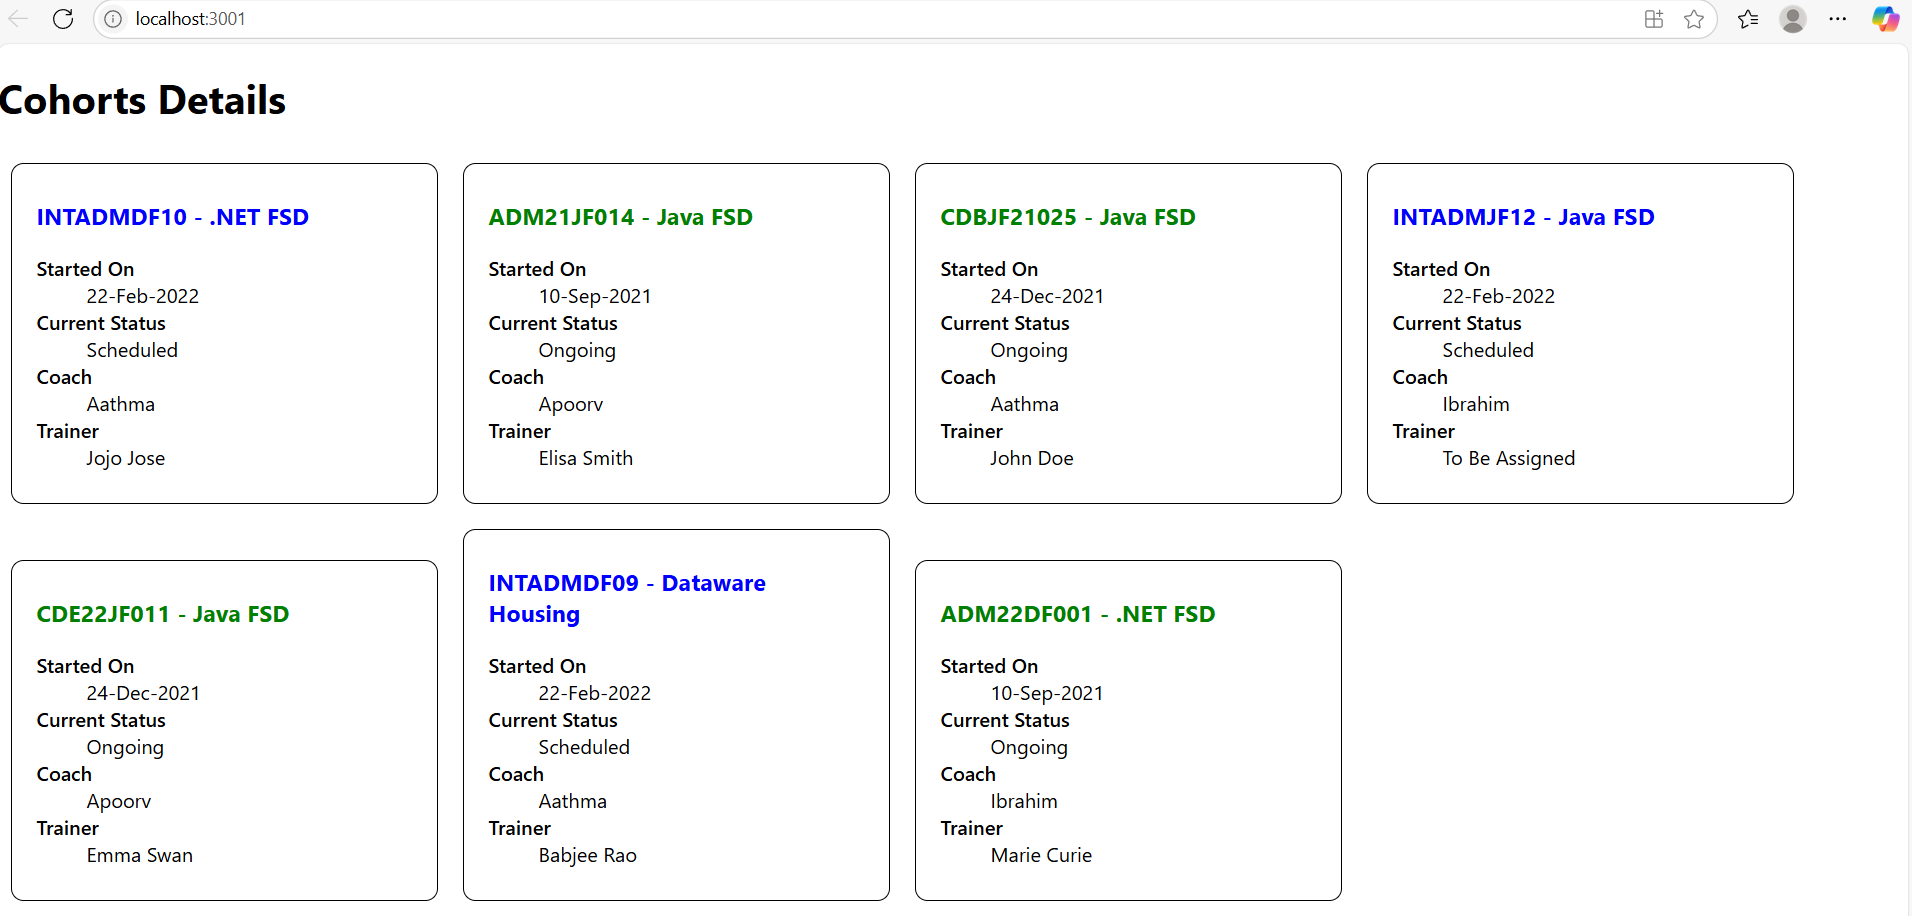 localhost:3001
Cohorts Details
INTADMDF10 - .NET FSD
Started On
22-Feb-2022
Current Status
Scheduled
Coach
Aathma
Trainer
Jojo Jose
ADM21JF014 - Java FSD
Started On
10-Sep-2021
Current Status
Ongoing
Coach
Apoorv
Trainer
Elisa Smith
CDBJF21025 - Java FSD
Started On
24-Dec-2021
Current Status
Ongoing
Coach
Aathma
Trainer
John Doe
INTADMJF12 - Java FSD
Started On
22-Feb-2022
Current Status
Scheduled
Coach
Ibrahim
Trainer
To Be Assigned
CDE22JF011 - Java FSD
Started On
24-Dec-2021
Current Status
Ongoing
Coach
Apoorv
Trainer
Emma Swan
INTADMDF09 - Dataware
Housing
Started On
22-Feb-2022
Current Status
Scheduled
Coach
Aathma
Trainer
Babjee Rao
ADM22DF001 - .NET FSD
Started On
10-Sep-2021
Current Status
Ongoing
Coach
Ibrahim
Trainer
Marie Curie